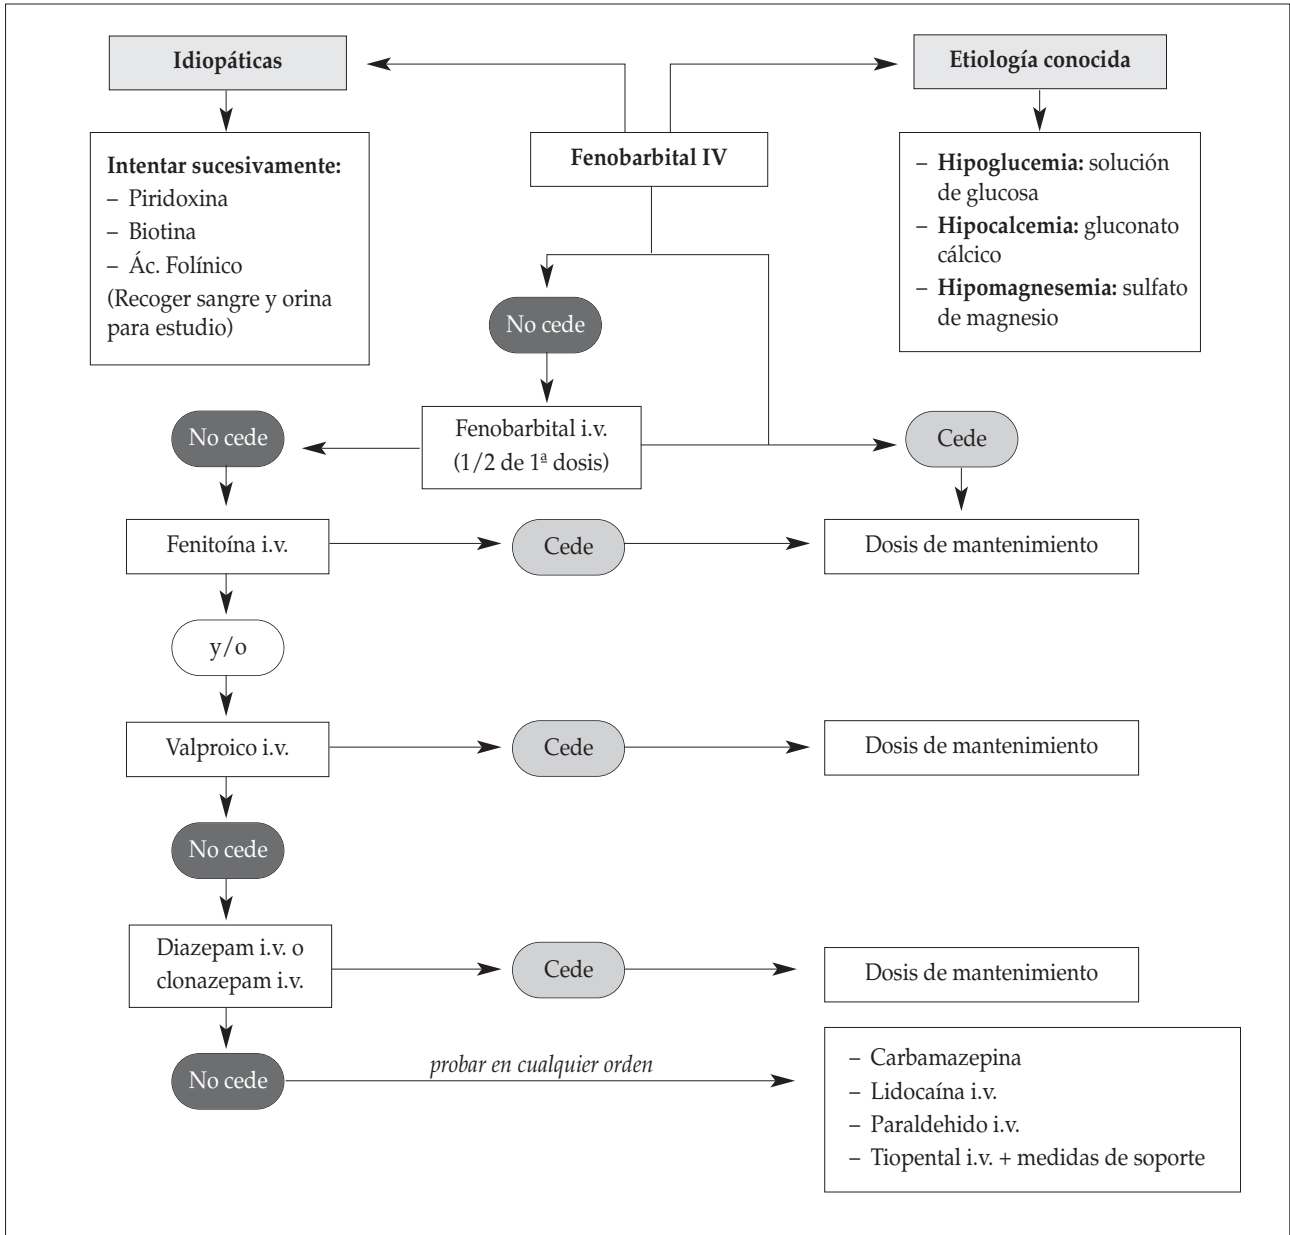 Idiopáticas
Etiología conocida
Fenobarbital IV
Intentar sucesivamente:
– Piridoxina
– Biotina
– Ác. Folínico
(Recoger sangre y orina
para estudio)
– Hipoglucemia: solución
de glucosa
– Hipocalcemia: gluconato
cálcico
– Hipomagnesemia: sulfato
de magnesio
No cede
No cede
Fenobarbital i.v.
(1/2 de 1ª dosis)
Cede
Fenitoína i.v.
Cede
Dosis de mantenimiento
y/o
Valproico i.v.
Cede
Dosis de mantenimiento
No cede
Diazepam i.v. o
clonazepam i.v.
Cede
Dosis de mantenimiento
No cede
probar en cualquier orden
– Carbamazepina
– Lidocaína i.v.
– Paraldehido i.v.
– Tiopental i.v. + medidas de soporte